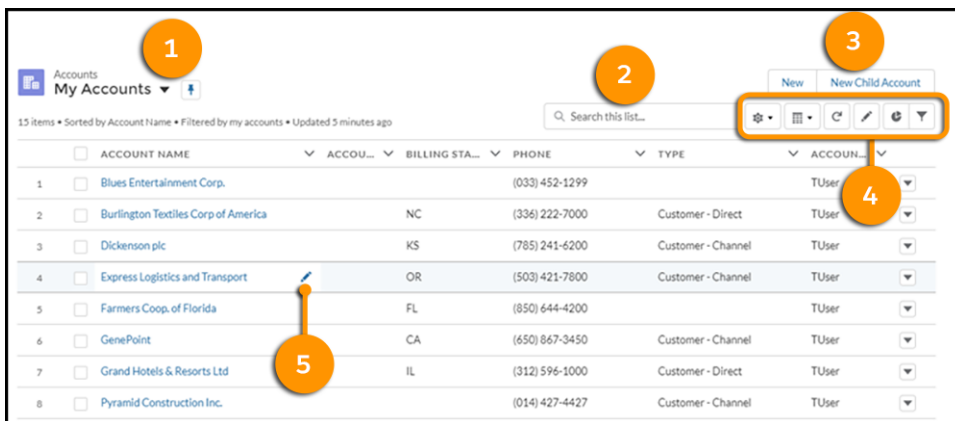 1
2
3
Accounts
My Accounts
New New Child Account
15 items • Sorted by Account Name • Filtered by my accounts • Updated 5 minutes ago
Search this list...
ACCOUNT NAME ACCOU... BILLING STA... PHONE TYPE ACCOUN...
1 Blues Entertainment Corp. (033) 452-1299 TUser
4
2 Burlington Textiles Corp of America NC (336) 222-7000 Customer - Direct TUser
3 Dickenson plc KS (785) 241-6200 Customer - Channel TUser
4 Express Logistics and Transport OR (503) 421-7800 Customer - Channel TUser
5 Farmers Coop. of Florida FL (850) 644-4200 TUser
6 GenePoint CA (650) 867-3450 Customer - Channel TUser
5
7 Grand Hotels & Resorts Ltd IL (312) 596-1000 Customer - Direct TUser
8 Pyramid Construction Inc. (014) 427-4427 Customer - Channel TUser